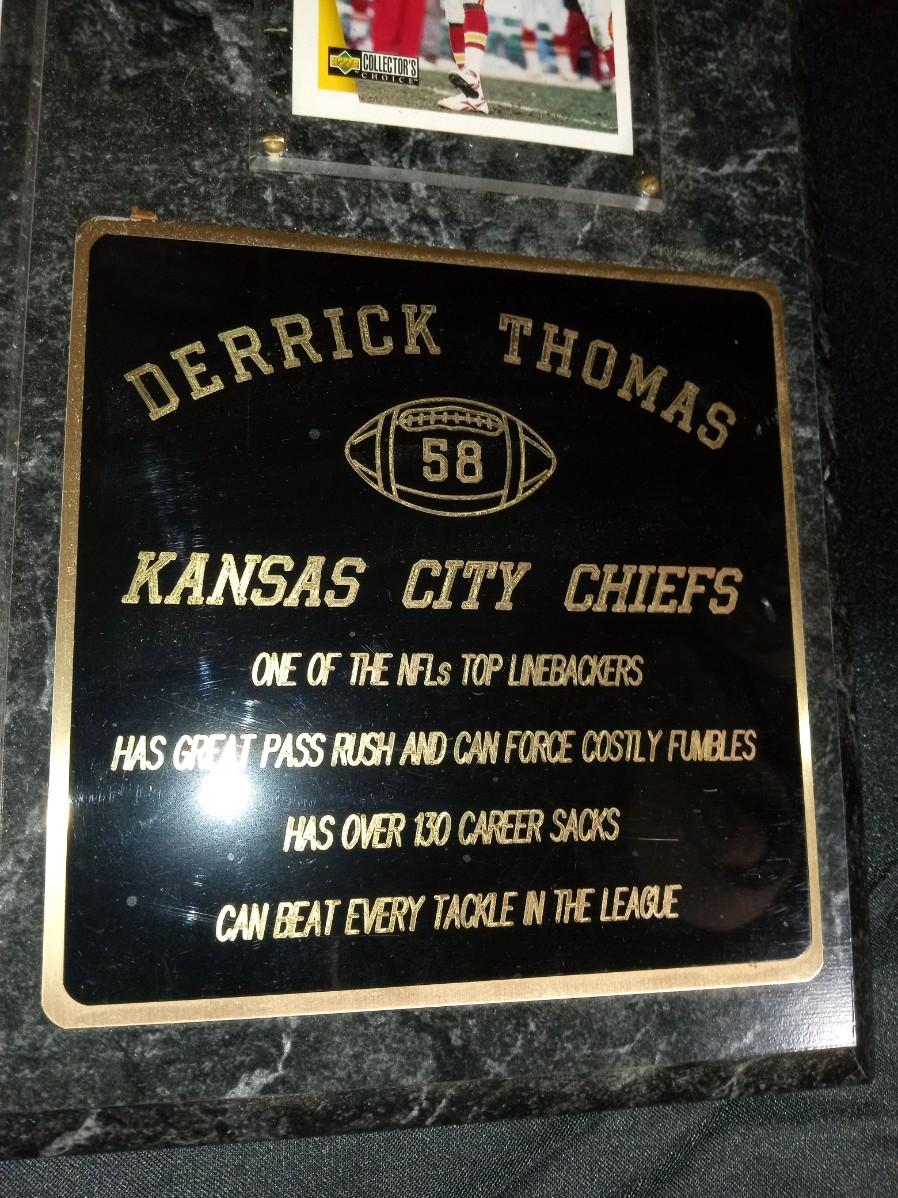 COLLECTOR'S
CHOICE
DERRICK THOMAS
58
KANSAS CITY CHIEFS
ONE OF THE NFLs TOP LINEBACKERS
HAS GREAT PASS RUSH AND CAN FORCE COSTLY FUMBLES
HAS OVER 130 CAREER SACKS
CAN BEAT EVERY TACKLE IN THE LEAGUE